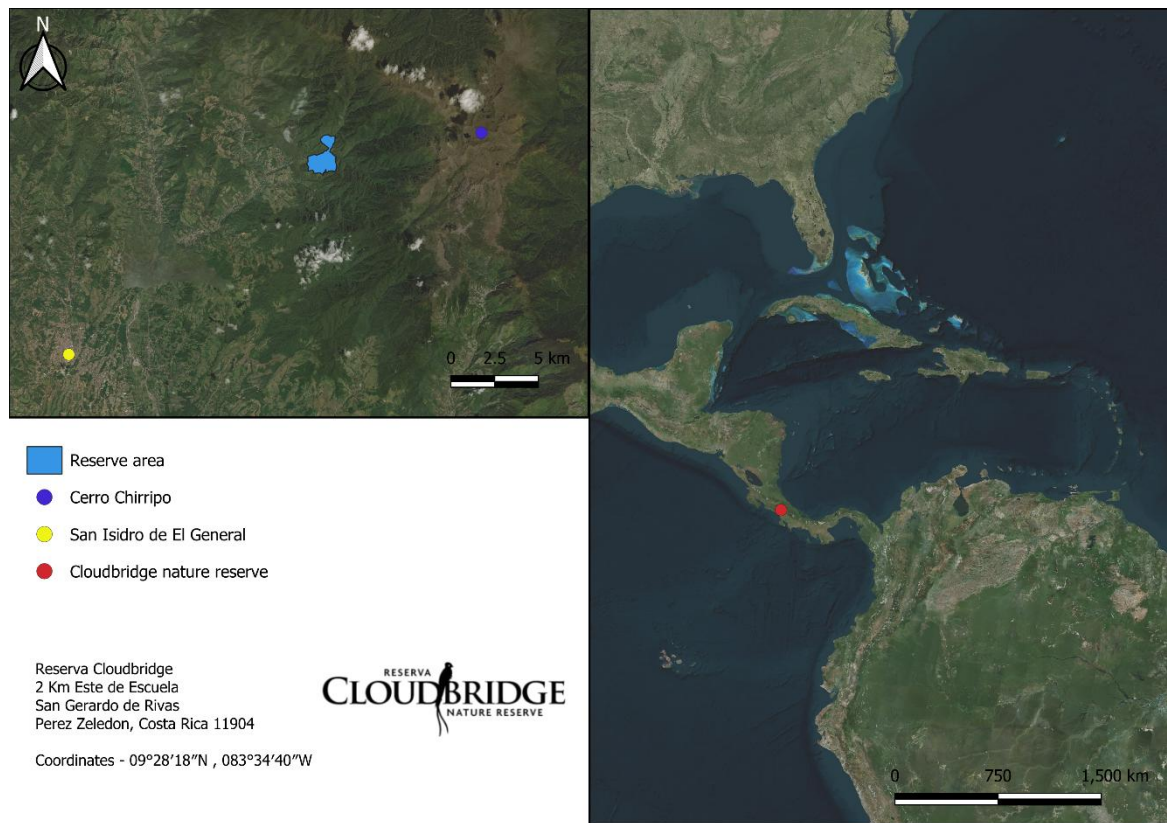 N
0 2.5 5 km
Reserve area
Cerro Chirripo
San Isidro de El General
Cloudbridge nature reserve
Reserva Cloudbridge
2 Km Este de Escuela
San Gerardo de Rivas
Perez Zeledon, Costa Rica 11904
Coordinates - 09°28'18"N , 083°34'40"W
RESERVA
CLOUDBRIDGE
NATURE RESERVE
0 750 1,500 km